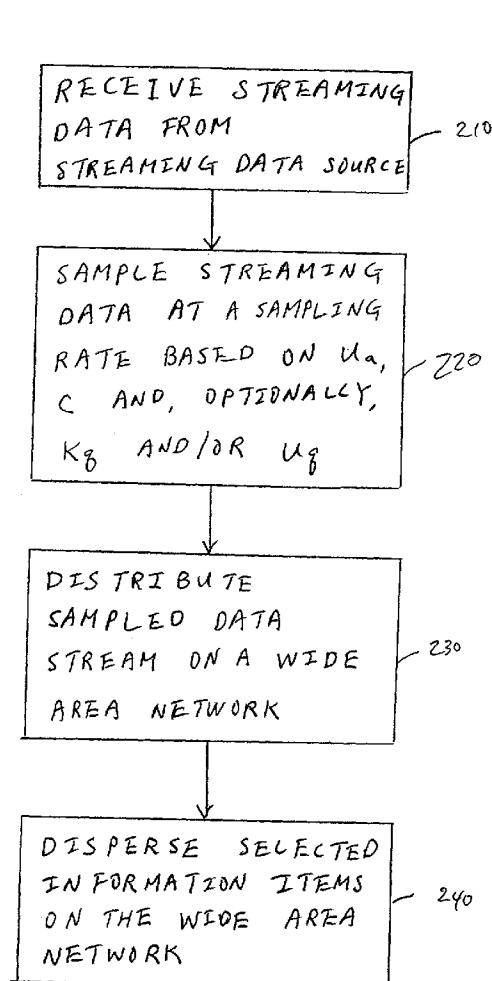 RECEIVE STREAMING
DATA FROM
STREAMING DATA SOURCE
210
SAMPLE STREAMING
DATA AT A SAMPLING
RATE BASED ON Ua,
C AND, OPTIONALLY,
Kq AND/OR Uq
220
DISTRIBUTE
SAMPLED DATA
STREAM ON A WIDE
AREA NETWORK
230
DISPERSE SELECTED
INFORMATION ITEMS
ON THE WIDE AREA
NETWORK
240